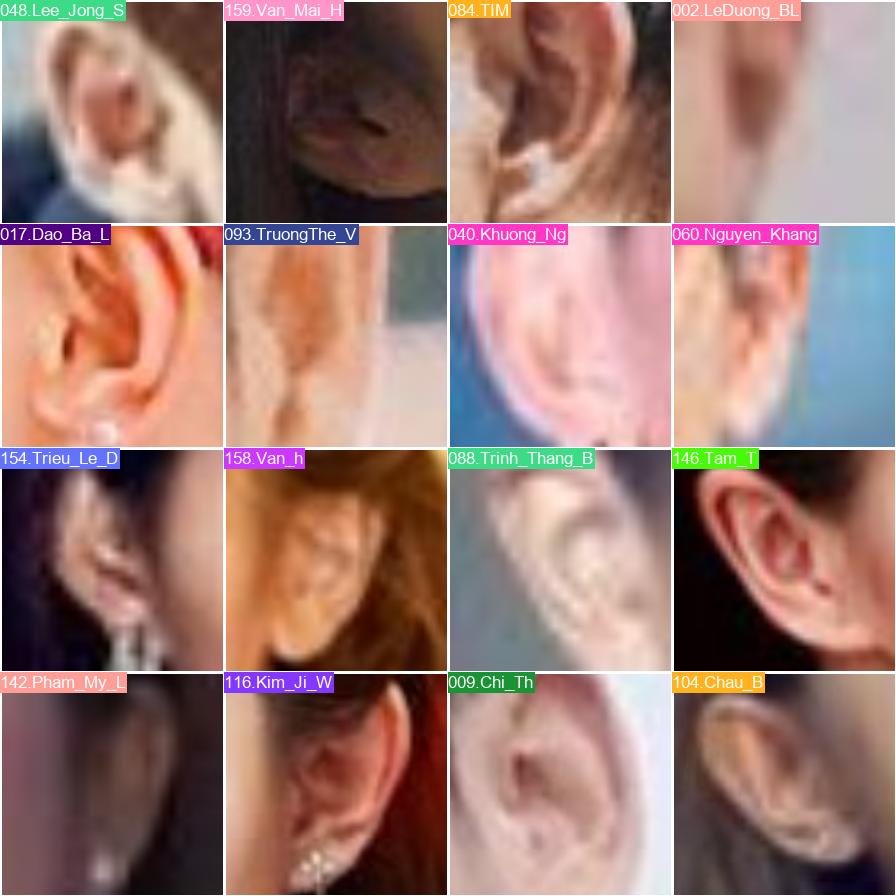 048.Lee_Jong_S
159.Van_Mai_H
084.TIM
002.LeDuong_BL
017.Dao_Ba_L
093.TruongThe_V
040.Khuong_Ng
060.Nguyen_Khang
154.Trieu_Le_D
158.Van_h
088.Trinh_Thang_B
146.Tam_T
142.Pham_My_L
116.Kim_Ji_W
009.Chi_Th
104.Chau_B